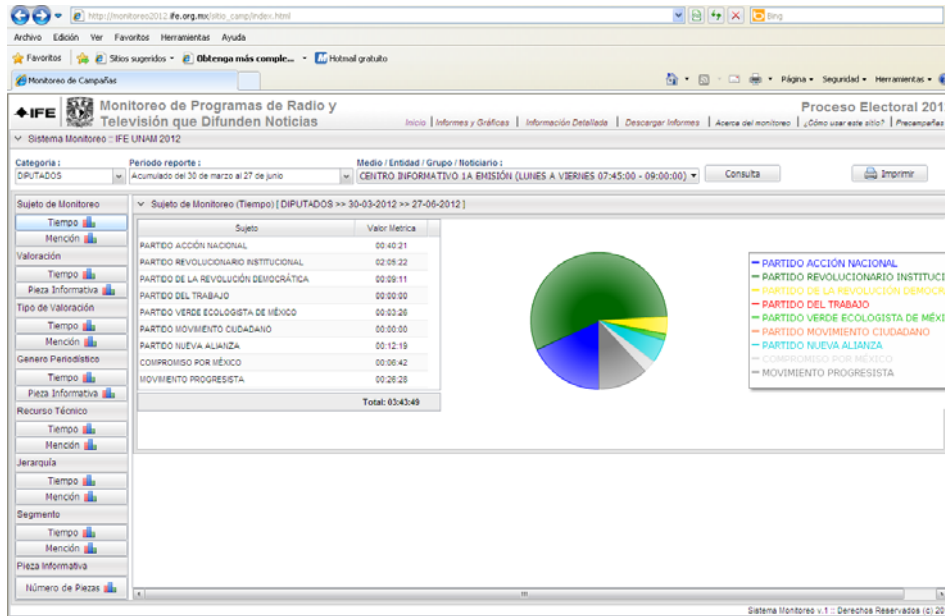 http://monitoreo2012.ife.org.mx/sitio_camp/index.html
Bing
Archivo Edición Ver Favoritos Herramientas Ayuda
Favoritos Sitios sugeridos Obtenga más comple... Hotmail gratuito
Monitoreo de Campañas
Página Seguridad Herramientas
IFE
Monitoreo de Programas de Radio y
Televisión que Difunden Noticias
Proceso Electoral 201
Inicio | Informes y Gráficas | Información Detallada | Descargar Informes | Acerca del monitoreo | ¿Cómo usar este sitio? | Precampañas
Sistema Monitoreo :: IFE UNAM 2012
Categoria : Periodo reporte : Medio / Entidad / Grupo / Noticiario :
DIPUTADOS Acumulado del 30 de marzo al 27 de junio CENTRO INFORMATIVO 1A EMISIÓN (LUNES A VIERNES 07:45:00 - 09:00:00) Consulta Imprimir
Sujeto de Monitoreo
Tiempo
Mención
Valoración
Tiempo
Pieza Informativa
Tipo de Valoración
Tiempo
Mención
Genero Periodístico
Tiempo
Pieza Informativa
Recurso Técnico
Tiempo
Mención
Jerarquía
Tiempo
Mención
Segmento
Tiempo
Mención
Pieza Informativa
Número de Piezas
Sujeto de Monitoreo (Tiempo) [ DIPUTADOS >> 30-03-2012 >> 27-06-2012 ]
Sujeto Valor Metrica
PARTIDO ACCIÓN NACIONAL 00:40:21
PARTIDO REVOLUCIONARIO INSTITUCIONAL 02:05:22
PARTIDO DE LA REVOLUCIÓN DEMOCRÁTICA 00:09:11
PARTIDO DEL TRABAJO 00:00:00
PARTIDO VERDE ECOLOGISTA DE MÉXICO 00:03:26
PARTIDO MOVIMIENTO CIUDADANO 00:00:00
PARTIDO NUEVA ALIANZA 00:12:19
COMPROMISO POR MÉXICO 00:06:42
MOVIMIENTO PROGRESISTA 00:26:28
Total: 03:43:49
PARTIDO ACCIÓN NACIONAL
PARTIDO REVOLUCIONARIO INSTITUCI
PARTIDO DE LA REVOLUCIÓN DEMOCR
PARTIDO DEL TRABAJO
PARTIDO VERDE ECOLOGISTA DE MÉXI
PARTIDO MOVIMIENTO CIUDADANO
PARTIDO NUEVA ALIANZA
COMPROMISO POR MÉXICO
MOVIMIENTO PROGRESISTA
Sistema Monitoreo v.1 :: Derechos Reservados (c) 20